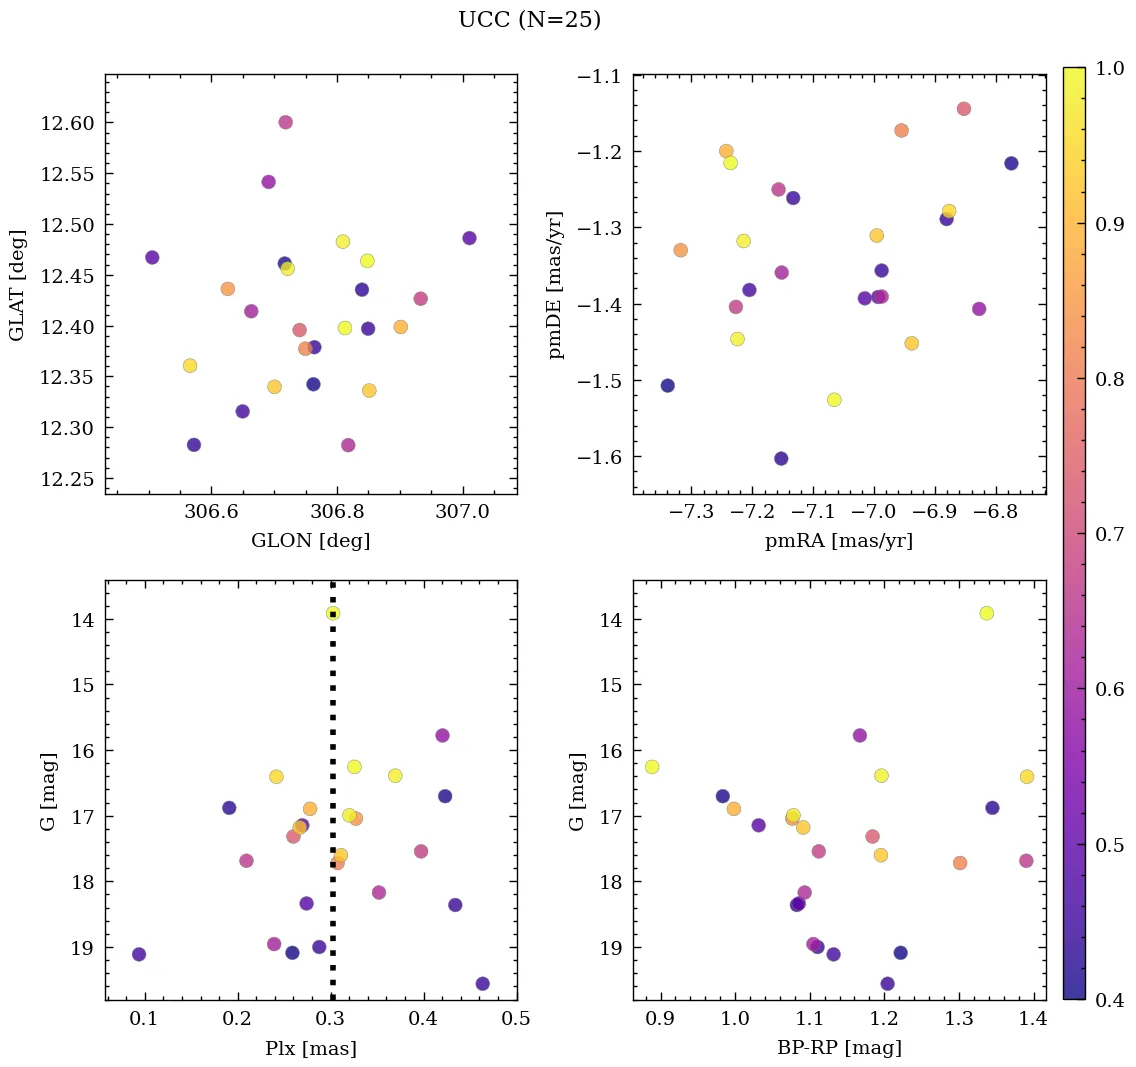 UCC (N=25)
12.60
12.55
12.50
12.45
12.40
12.35
12.30
12.25
GLAT [deg]
306.6 306.8 307.0
GLON [deg]
−1.1
−1.2
−1.3
−1.4
−1.5
−1.6
pmDE [mas/yr]
−7.3 −7.2 −7.1 −7.0 −6.9 −6.8
pmRA [mas/yr]
14
15
16
17
18
19
G [mag]
0.1 0.2 0.3 0.4 0.5
Plx [mas]
14
15
16
17
18
19
G [mag]
0.9 1.0 1.1 1.2 1.3 1.4
BP-RP [mag]
1.0
0.9
0.8
0.7
0.6
0.5
0.4